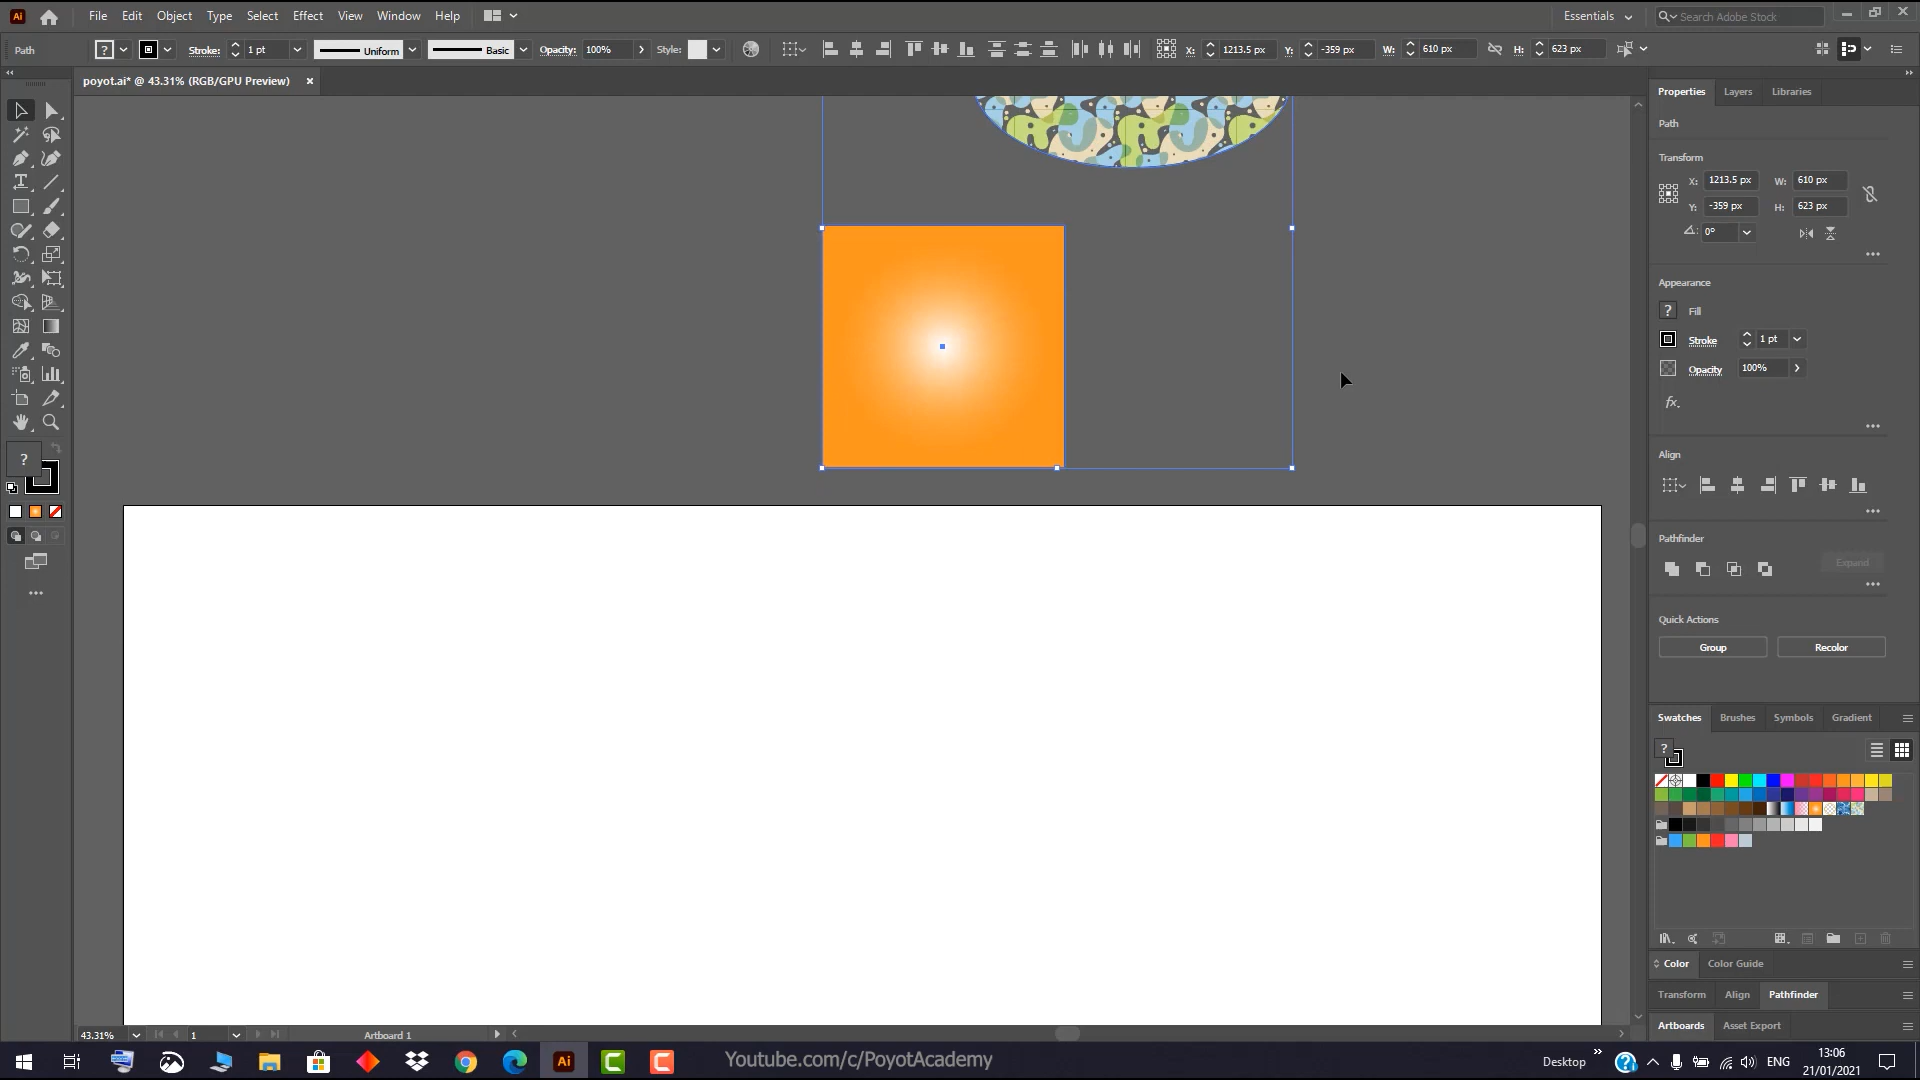 Ai File Edit Object Type Select Effect View Window Help Essentials Search Adobe Stock
Path ? Stroke: 1 pt Uniform Basic Opacity: 100% Style: X: 1213.5 px Y: -359 px W: 610 px H: 623 px
poyot.ai* @ 43.31% (RGB/GPU Preview)
Properties Layers Libraries
Path
Transform
X: 1213.5 px W: 610 px
Y: -359 px H: 623 px
0°
Appearance
? Fill
Stroke 1 pt
Opacity 100%
fx.
Align
Pathfinder
Expand
Quick Actions
Group Recolor
?
Swatches Brushes Symbols Gradient
?
Color Color Guide
Transform Align Pathfinder
Artboards Asset Export
43.31% 1 Artboard 1
Ai Youtube.com/c/PoyotAcademy Desktop ENG 13:06
21/01/2021